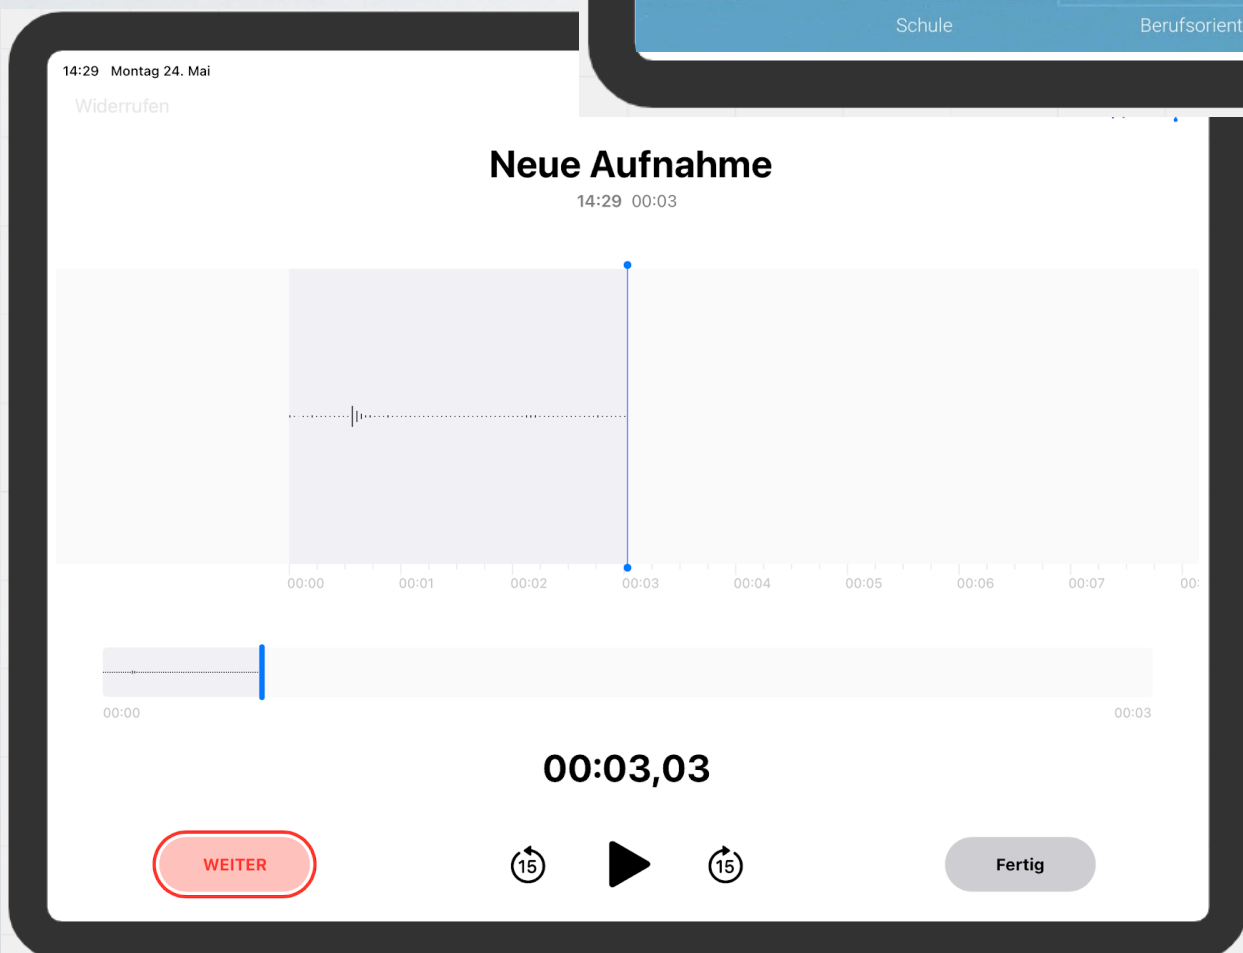 Schule Berufsorient
14:29 Montag 24. Mai
Widerrufen
Neue Aufnahme
14:29 00:03
00:00 00:01 00:02 00:03 00:04 00:05 00:06 00:07 00:
00:00 00:03
00:03,03
WEITER 15 15 Fertig